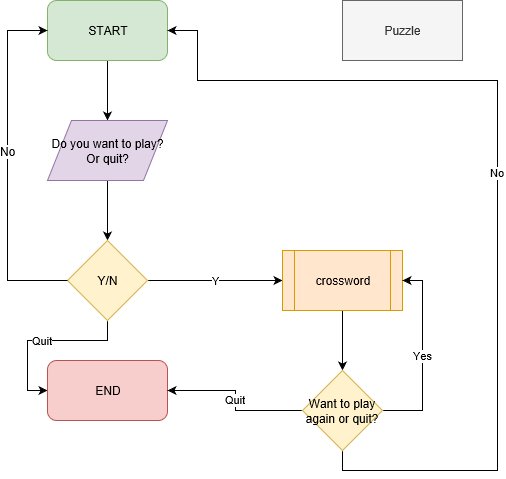 START
Puzzle
Do you want to play?
Or quit?
No
No
Y/N
Y
crossword
Quit
Yes
END
Quit
Want to play
again or quit?